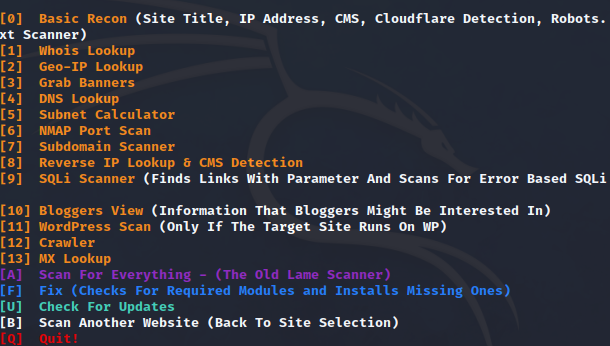 [0]  Basic Recon (Site Title, IP Address, CMS, Cloudflare Detection, Robots.
xt Scanner)
[1]  Whois Lookup
[2]  Geo-IP Lookup
[3]  Grab Banners
[4]  DNS Lookup
[5]  Subnet Calculator
[6]  NMAP Port Scan
[7]  Subdomain Scanner
[8]  Reverse IP Lookup & CMS Detection
[9]  SQLi Scanner (Finds Links With Parameter And Scans For Error Based SQLi
[10] Bloggers View (Information That Bloggers Might Be Interested In)
[11] WordPress Scan (Only If The Target Site Runs On WP)
[12] Crawler
[13] MX Lookup
[A]  Scan For Everything - (The Old Lame Scanner)
[F]  Fix (Checks For Required Modules and Installs Missing Ones)
[U]  Check For Updates
[B]  Scan Another Website (Back To Site Selection)
[Q]  Quit!